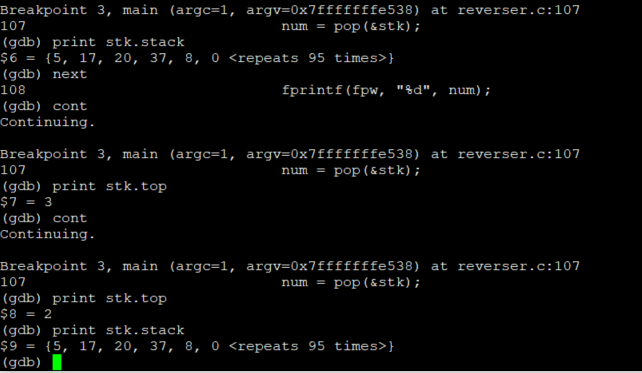 Breakpoint 3, main (argc=1, argv=0x7fffffffe538) at reverser.c:107
107                             num = pop(&stk);
(gdb) print stk.stack
$6 = {5, 17, 20, 37, 8, 0 <repeats 95 times>}
(gdb) next
108                             fprintf(fpw, "%d", num);
(gdb) cont
Continuing.

Breakpoint 3, main (argc=1, argv=0x7fffffffe538) at reverser.c:107
107                             num = pop(&stk);
(gdb) print stk.top
$7 = 3
(gdb) cont
Continuing.

Breakpoint 3, main (argc=1, argv=0x7fffffffe538) at reverser.c:107
107                             num = pop(&stk);
(gdb) print stk.top
$8 = 2
(gdb) print stk.stack
$9 = {5, 17, 20, 37, 8, 0 <repeats 95 times>}
(gdb)